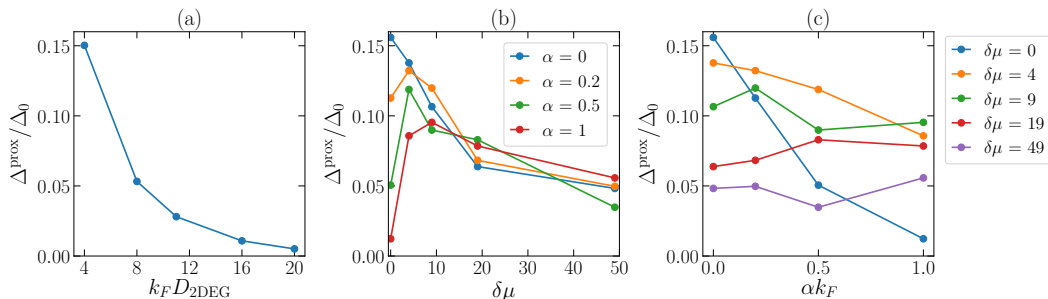 (a)
Δ^prox/Δ_0
0.15
0.10
0.05
0.00
4 8 12 16 20
k_F D_2DEG
(b)
Δ^prox/Δ_0
0.15
0.10
0.05
0.00
0 10 20 30 40 50
δμ
α = 0
α = 0.2
α = 0.5
α = 1
(c)
Δ^prox/Δ_0
0.15
0.10
0.05
0.00
0.0 0.5 1.0
αk_F
δμ = 0
δμ = 4
δμ = 9
δμ = 19
δμ = 49